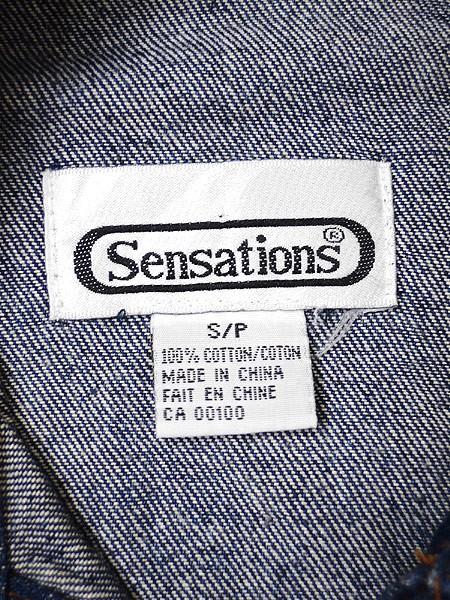 Sensations®
S/P
100% COTTON/COTON
MADE IN CHINA
FAIT EN CHINE
CA 00100